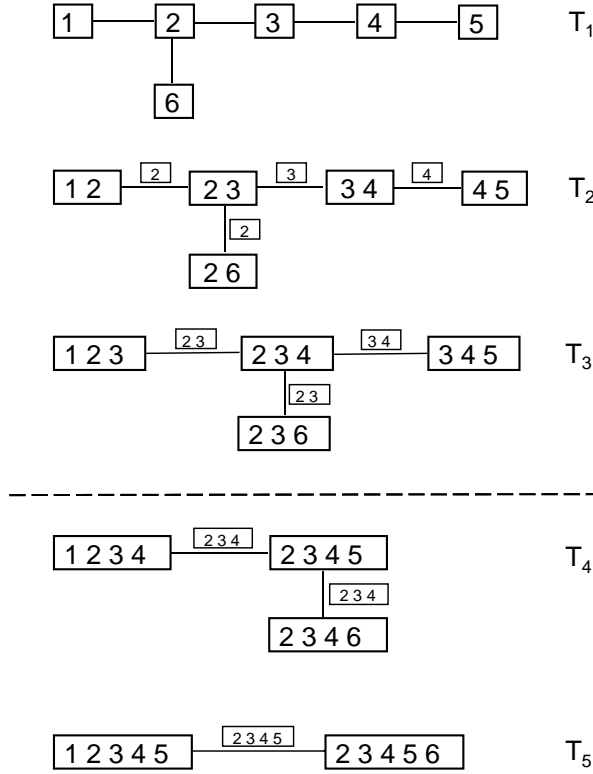 1 2 3 4 5 T1
6
2 3 4
1 2 2 3 3 4 4 5 T2
2
2 6
2 3 3 4
1 2 3 2 3 4 3 4 5 T3
2 3
2 3 6
2 3 4
1 2 3 4 2 3 4 5 T4
2 3 4
2 3 4 6
2 3 4 5
1 2 3 4 5 2 3 4 5 6 T5